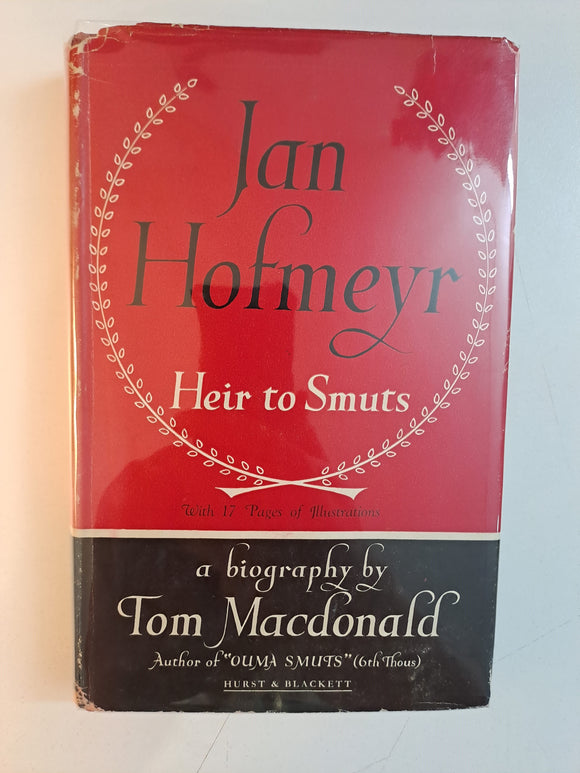 Jan
Hofmeyr
Heir to Smuts
With 17 Pages of Illustrations
a biography by
Tom Macdonald
Author of "OUMA SMUTS" (6th Thous)
HURST & BLACKETT